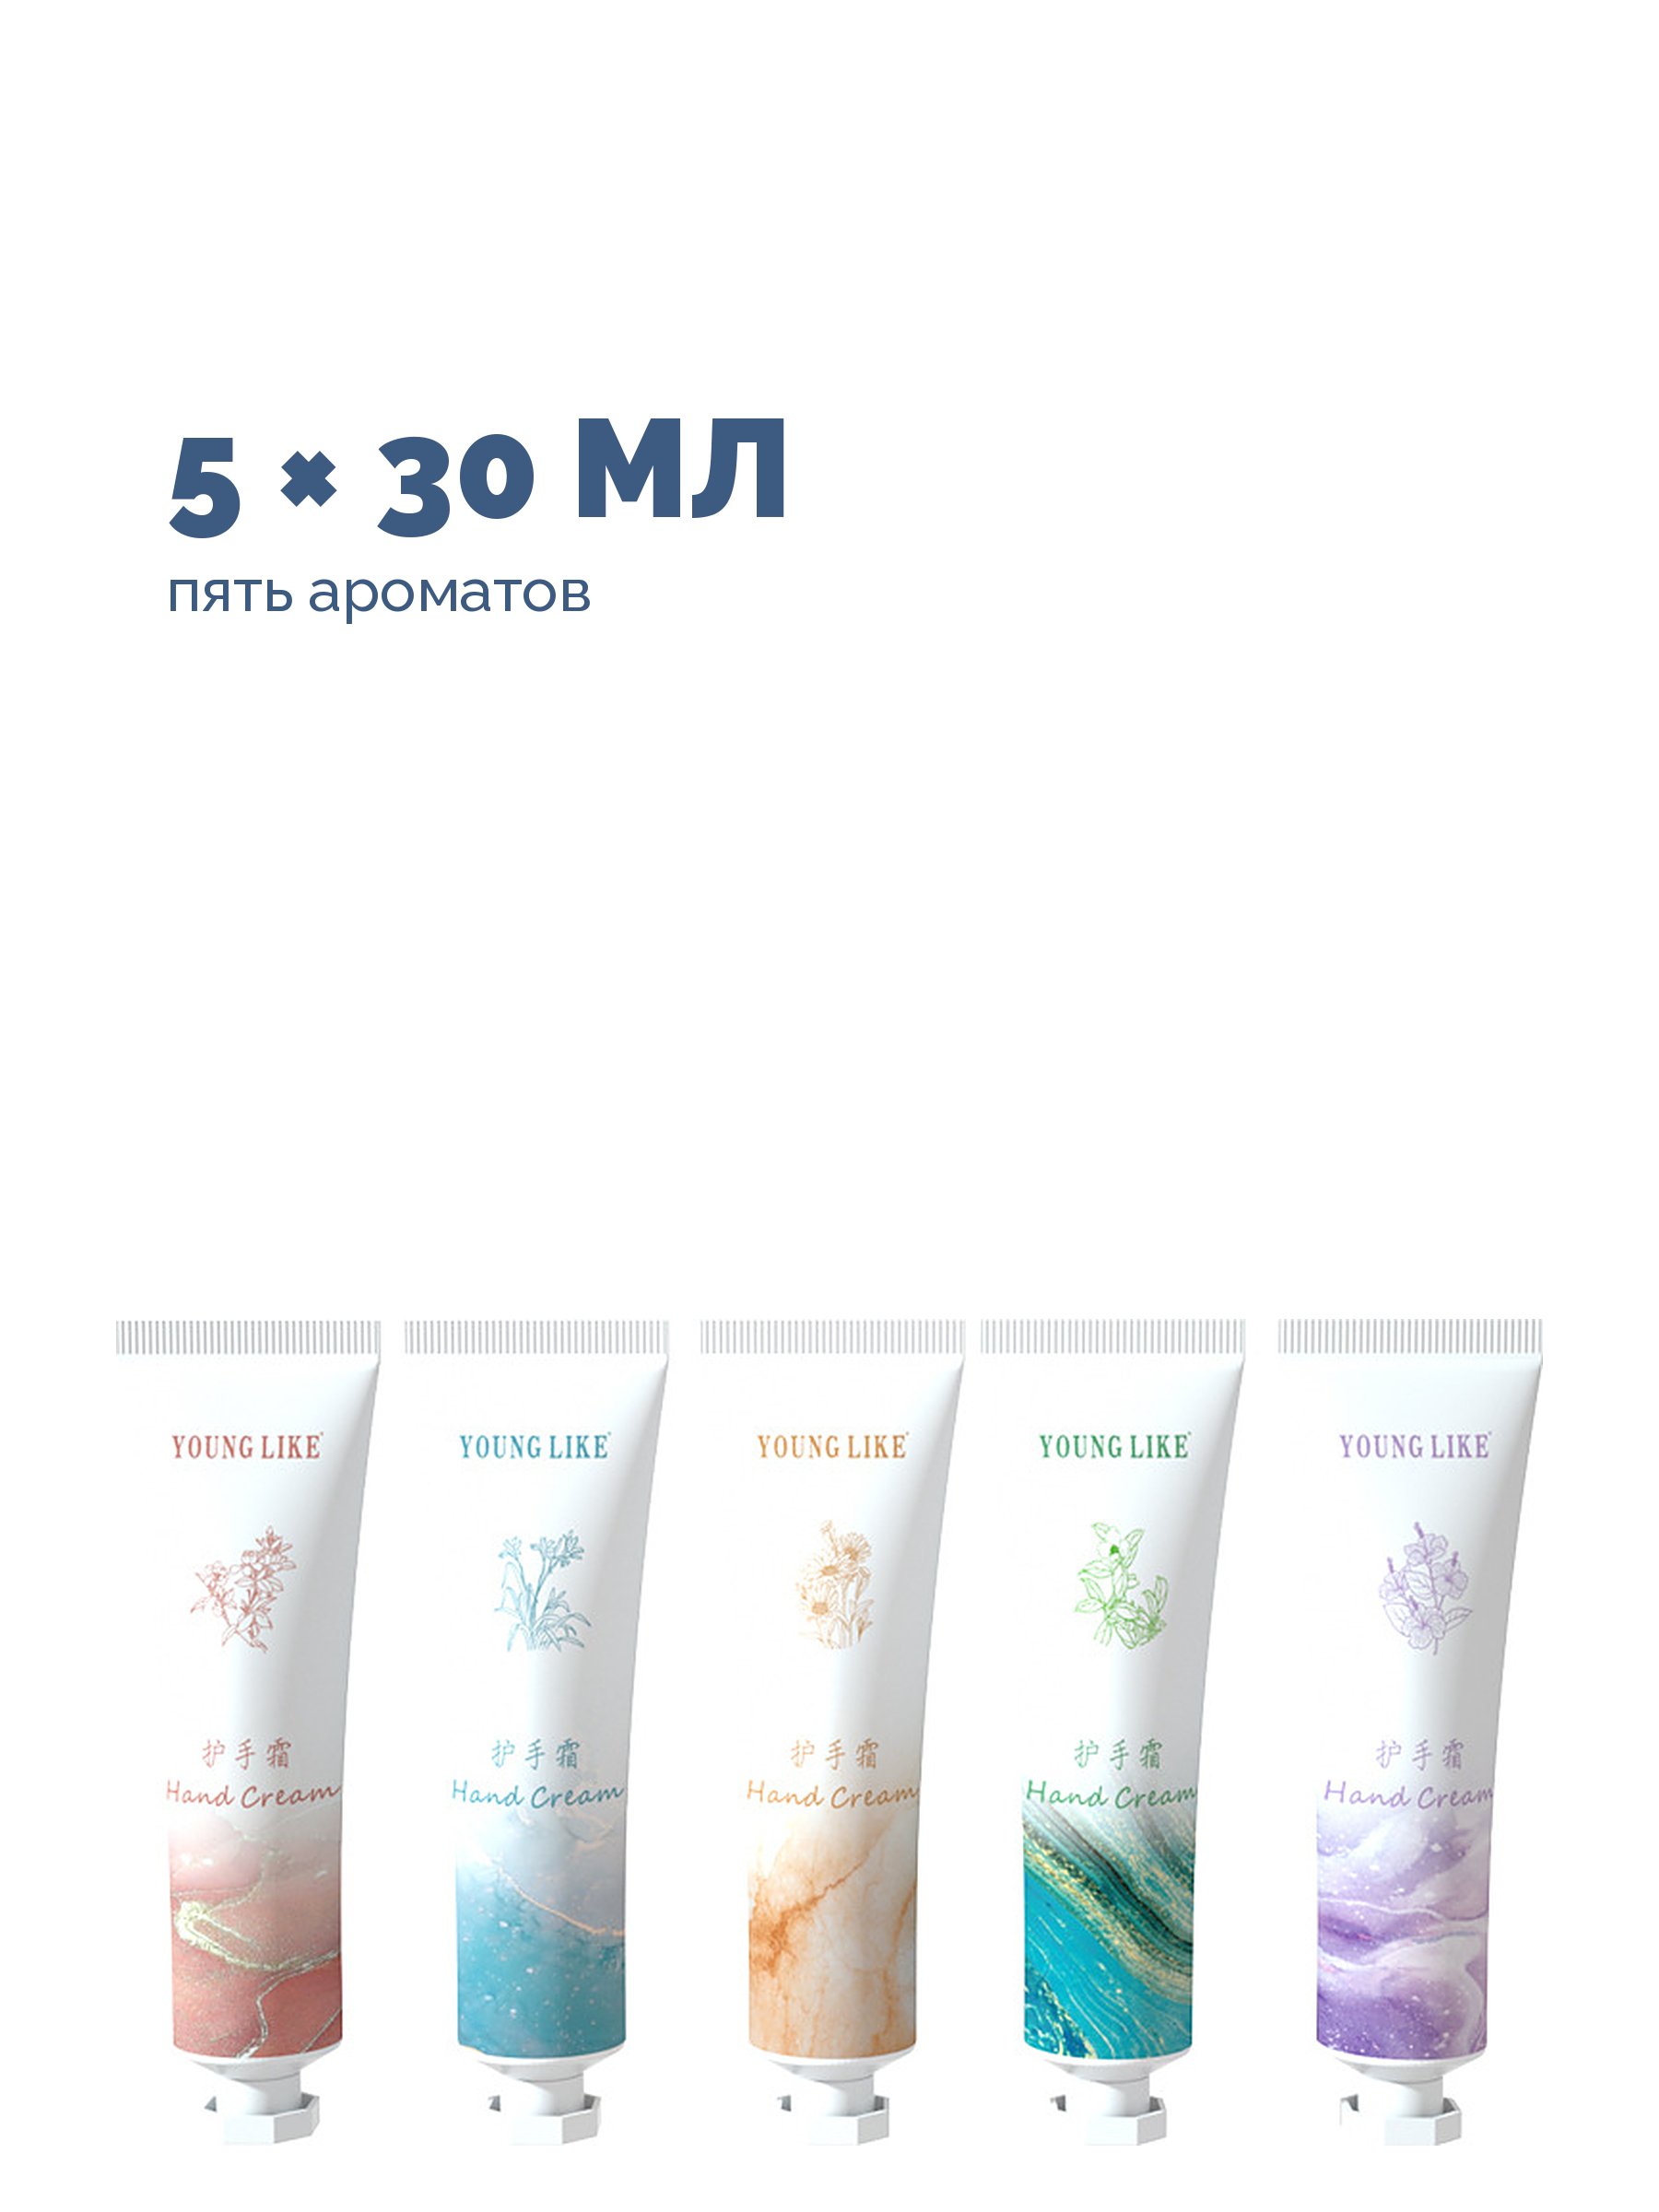 5 × 30 МЛ
пять ароматов
YOUNG LIKE YOUNG LIKE YOUNG LIKE YOUNG LIKE YOUNG LIKE
护手霜 护手霜 护手霜 护手霜 护手霜
Hand Cream Hand Cream Hand Cream Hand Cream Hand Cream